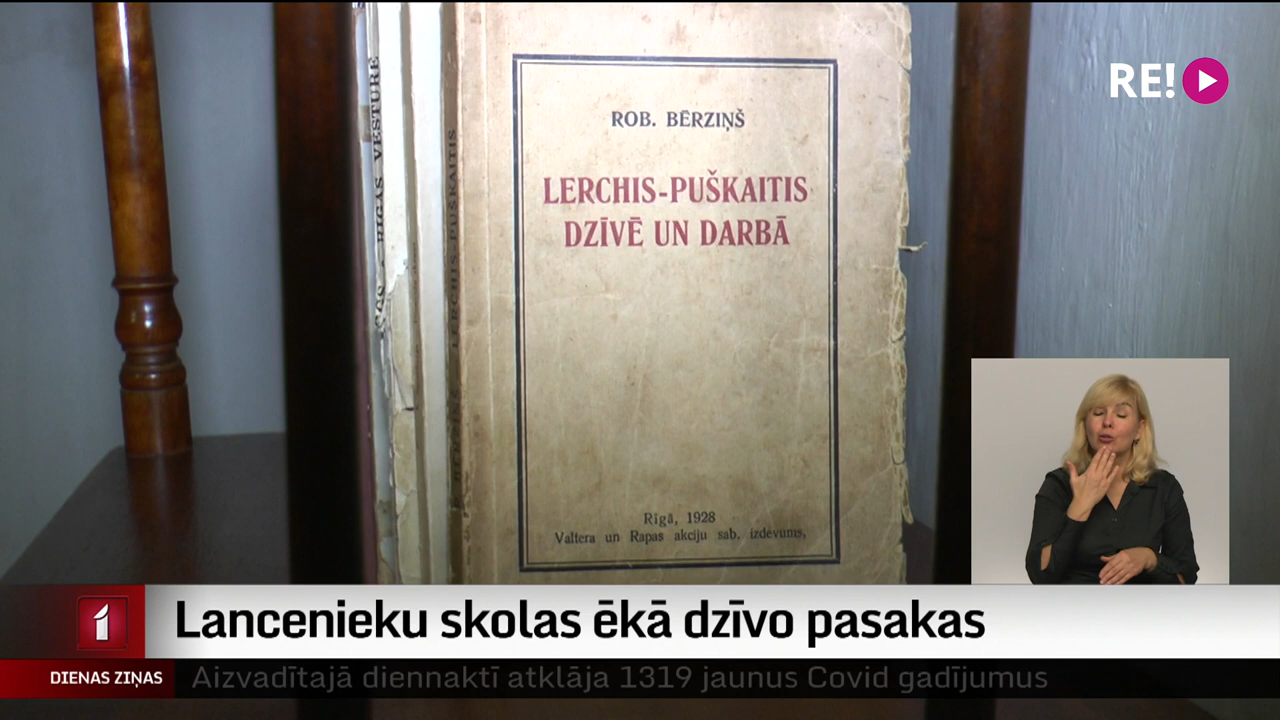 RE!
RĪGAS VĒSTURE
LERCHIS-PUŠKAITIS
ROB. BĒRZIŅŠ
LERCHIS-PUŠKAITIS
DZĪVĒ UN DARBĀ
Rīgā, 1928
Valtera un Rapas akciju sab. izdevums,
1
Lancenieku skolas ēkā dzīvo pasakas
DIENAS ZIŅAS
Aizvadītajā diennaktī atklāja 1319 jaunus Covid gadījumus